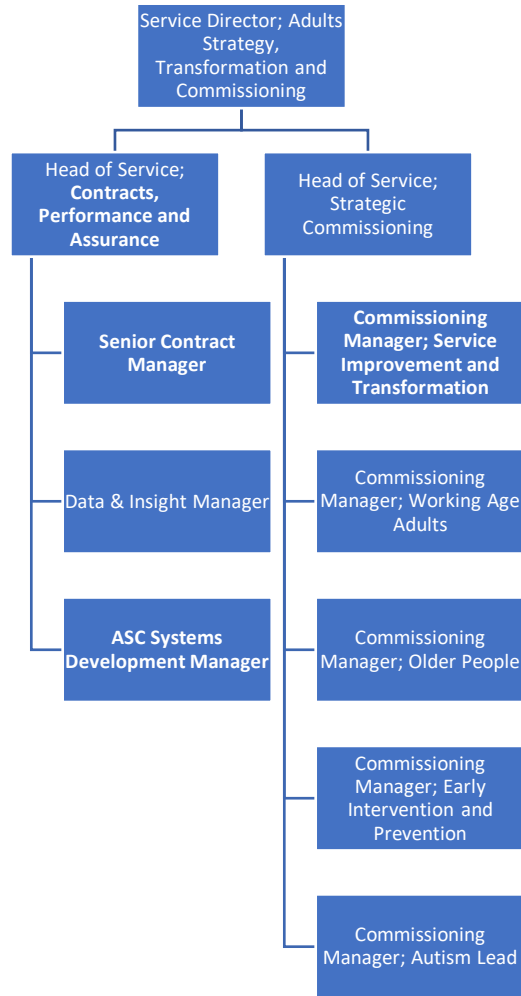 Service Director; Adults
Strategy,
Transformation and
Commissioning
Head of Service;
Contracts,
Performance and
Assurance
Head of Service;
Strategic
Commissioning
Senior Contract
Manager
Data & Insight Manager
ASC Systems
Development Manager
Commissioning
Manager; Service
Improvement and
Transformation
Commissioning
Manager; Working Age
Adults
Commissioning
Manager; Older People
Commissioning
Manager; Early
Intervention and
Prevention
Commissioning
Manager; Autism Lead